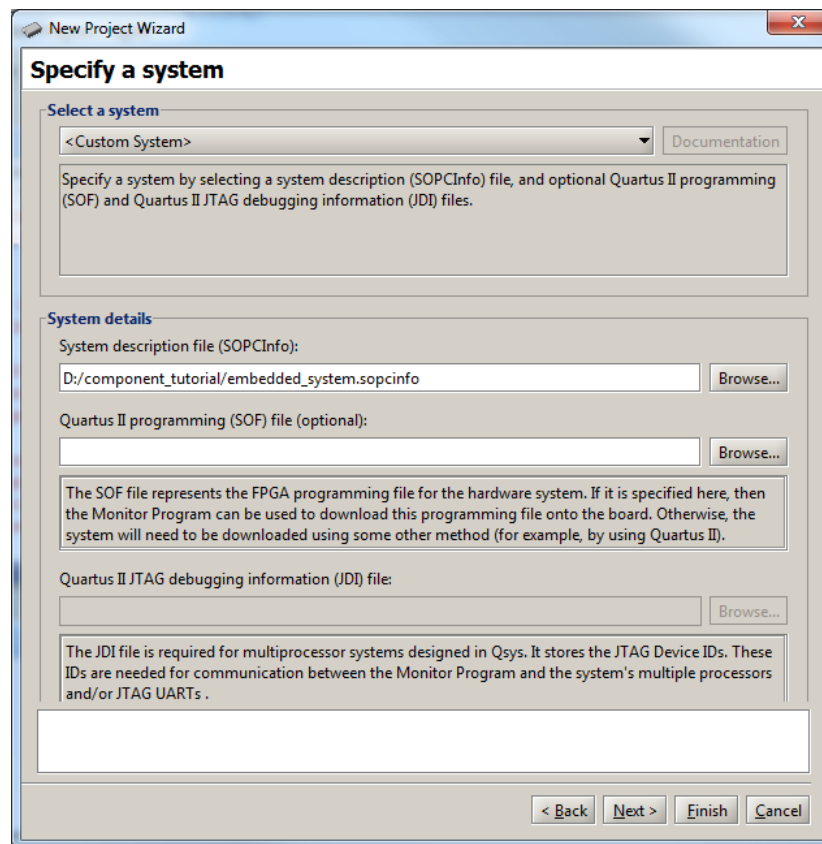 New Project Wizard
Specify a system
Select a system
<Custom System>
Documentation
Specify a system by selecting a system description (SOPCInfo) file, and optional Quartus II programming
(SOF) and Quartus II JTAG debugging information (JDI) files.
System details
System description file (SOPCInfo):
D:/component_tutorial/embedded_system.sopcinfo
Browse...
Quartus II programming (SOF) file (optional):
Browse...
The SOF file represents the FPGA programming file for the hardware system. If it is specified here, then
the Monitor Program can be used to download this programming file onto the board. Otherwise, the
system will need to be downloaded using some other method (for example, by using Quartus II).
Quartus II JTAG debugging information (JDI) file:
Browse...
The JDI file is required for multiprocessor systems designed in Qsys. It stores the JTAG Device IDs. These
IDs are needed for communication between the Monitor Program and the system's multiple processors
and/or JTAG UARTs .
< Back
Next >
Finish
Cancel